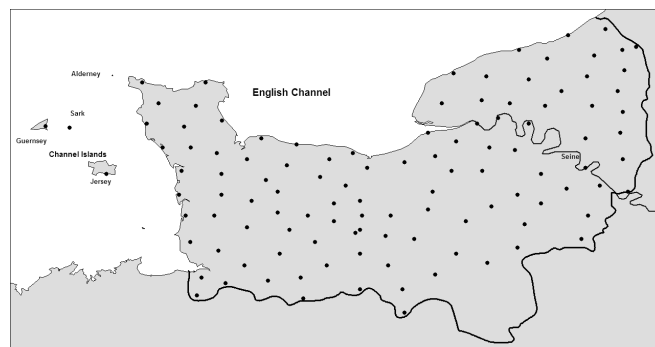 Alderney
English Channel
Sark
Guernsey
Channel Islands
Jersey
Seine